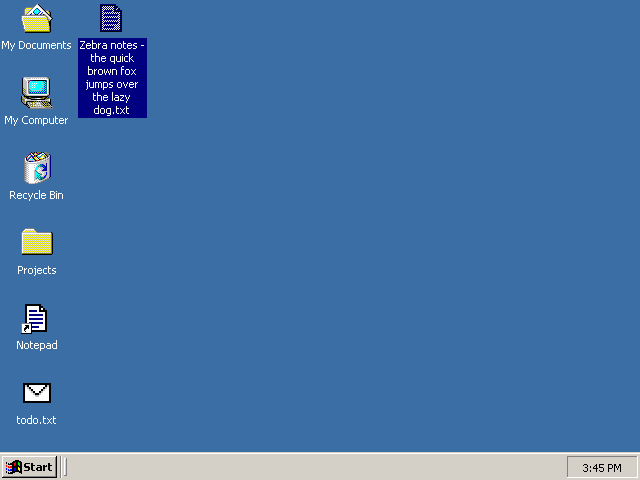 My Documents
Zebra notes -
the quick
brown fox
jumps over
the lazy
dog.txt
My Computer
Recycle Bin
Projects
Notepad
todo.txt
Start
3:45 PM